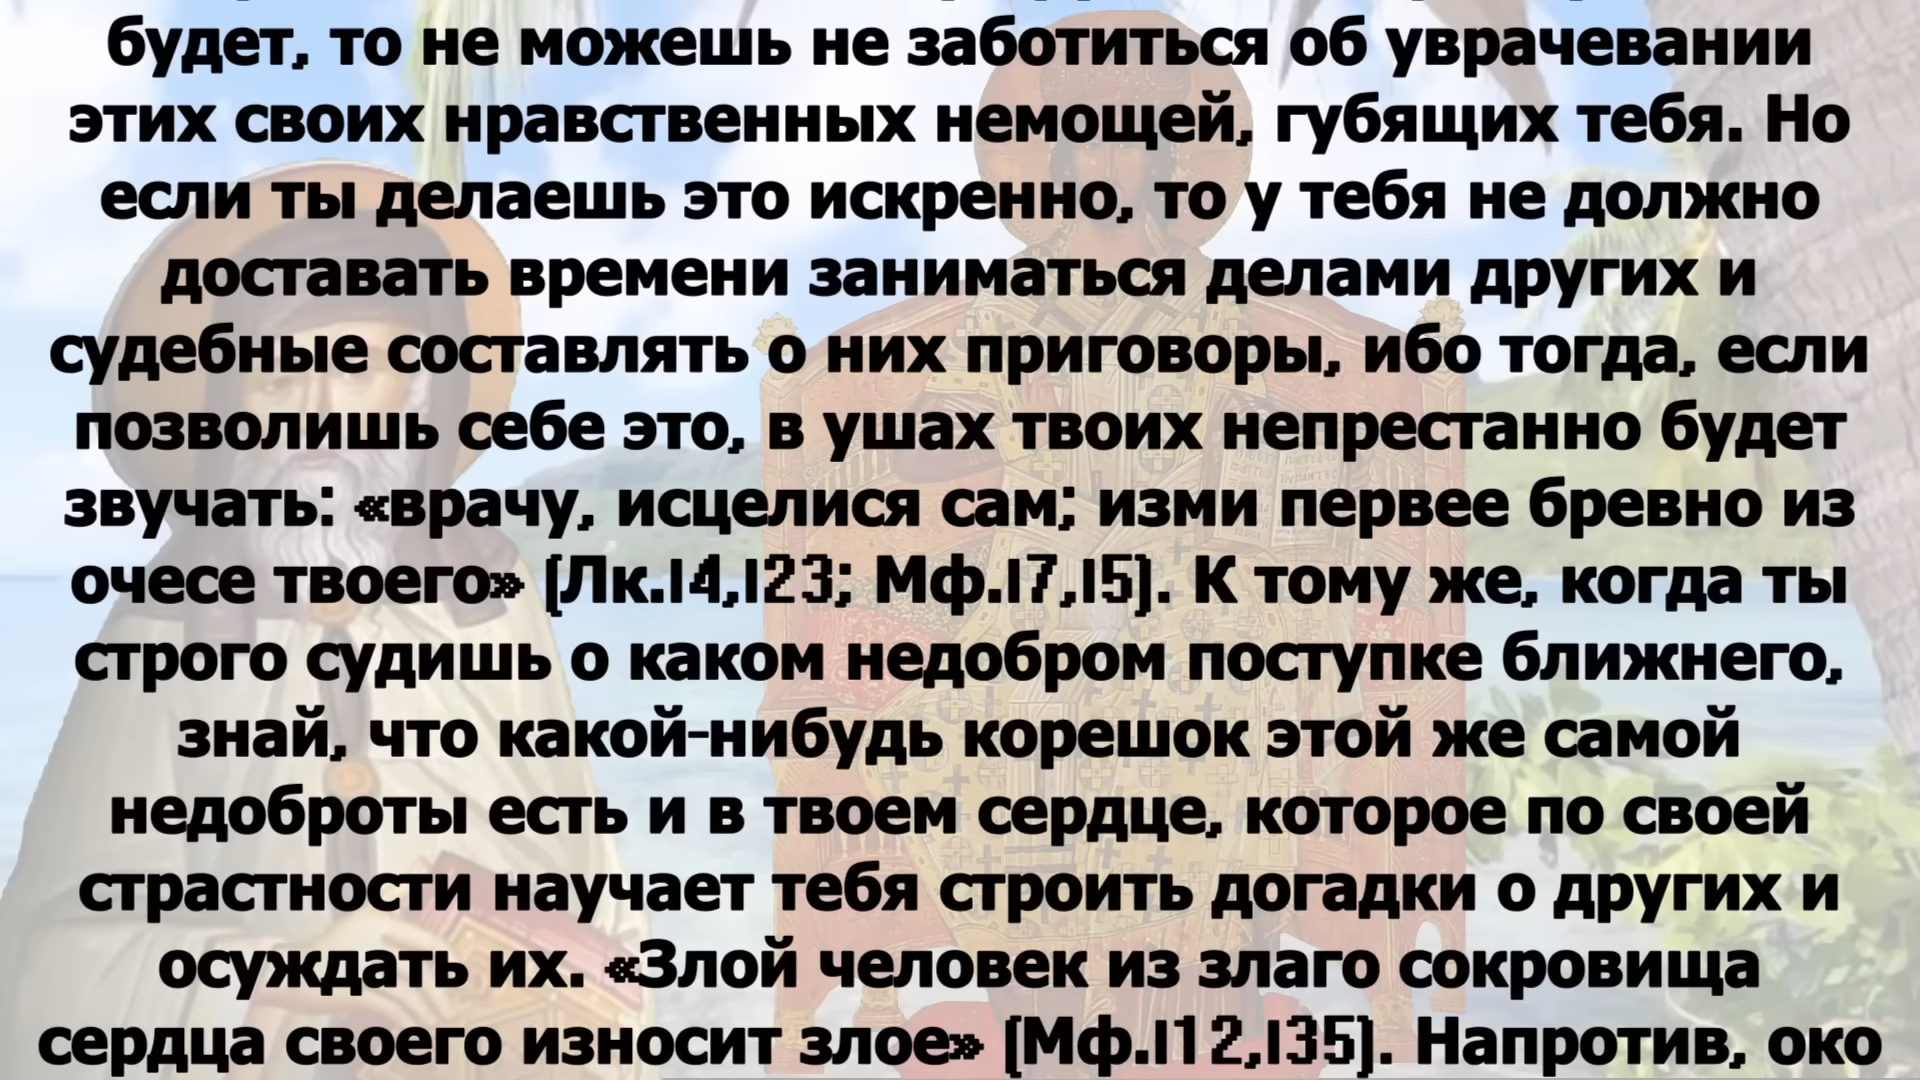 будет, то не можешь не заботиться об уврачевании
этих своих нравственных немощей, губящих тебя. Но
если ты делаешь это искренно, то у тебя не должно
доставать времени заниматься делами других и
судебные составлять о них приговоры, ибо тогда, если
позволишь себе это, в ушах твоих непрестанно будет
звучать: «врачу, исцелися сам; изми первее бревно из
очесе твоего» (Лк.14,123; Мф.17,15). К тому же, когда ты
строго судишь о каком недобром поступке ближнего,
знай, что какой-нибудь корешок этой же самой
недоброты есть и в твоем сердце, которое по своей
страстности научает тебя строить догадки о других и
осуждать их. «Злой человек из злаго сокровища
сердца своего износит злое» (Мф.112,135). Напротив, око